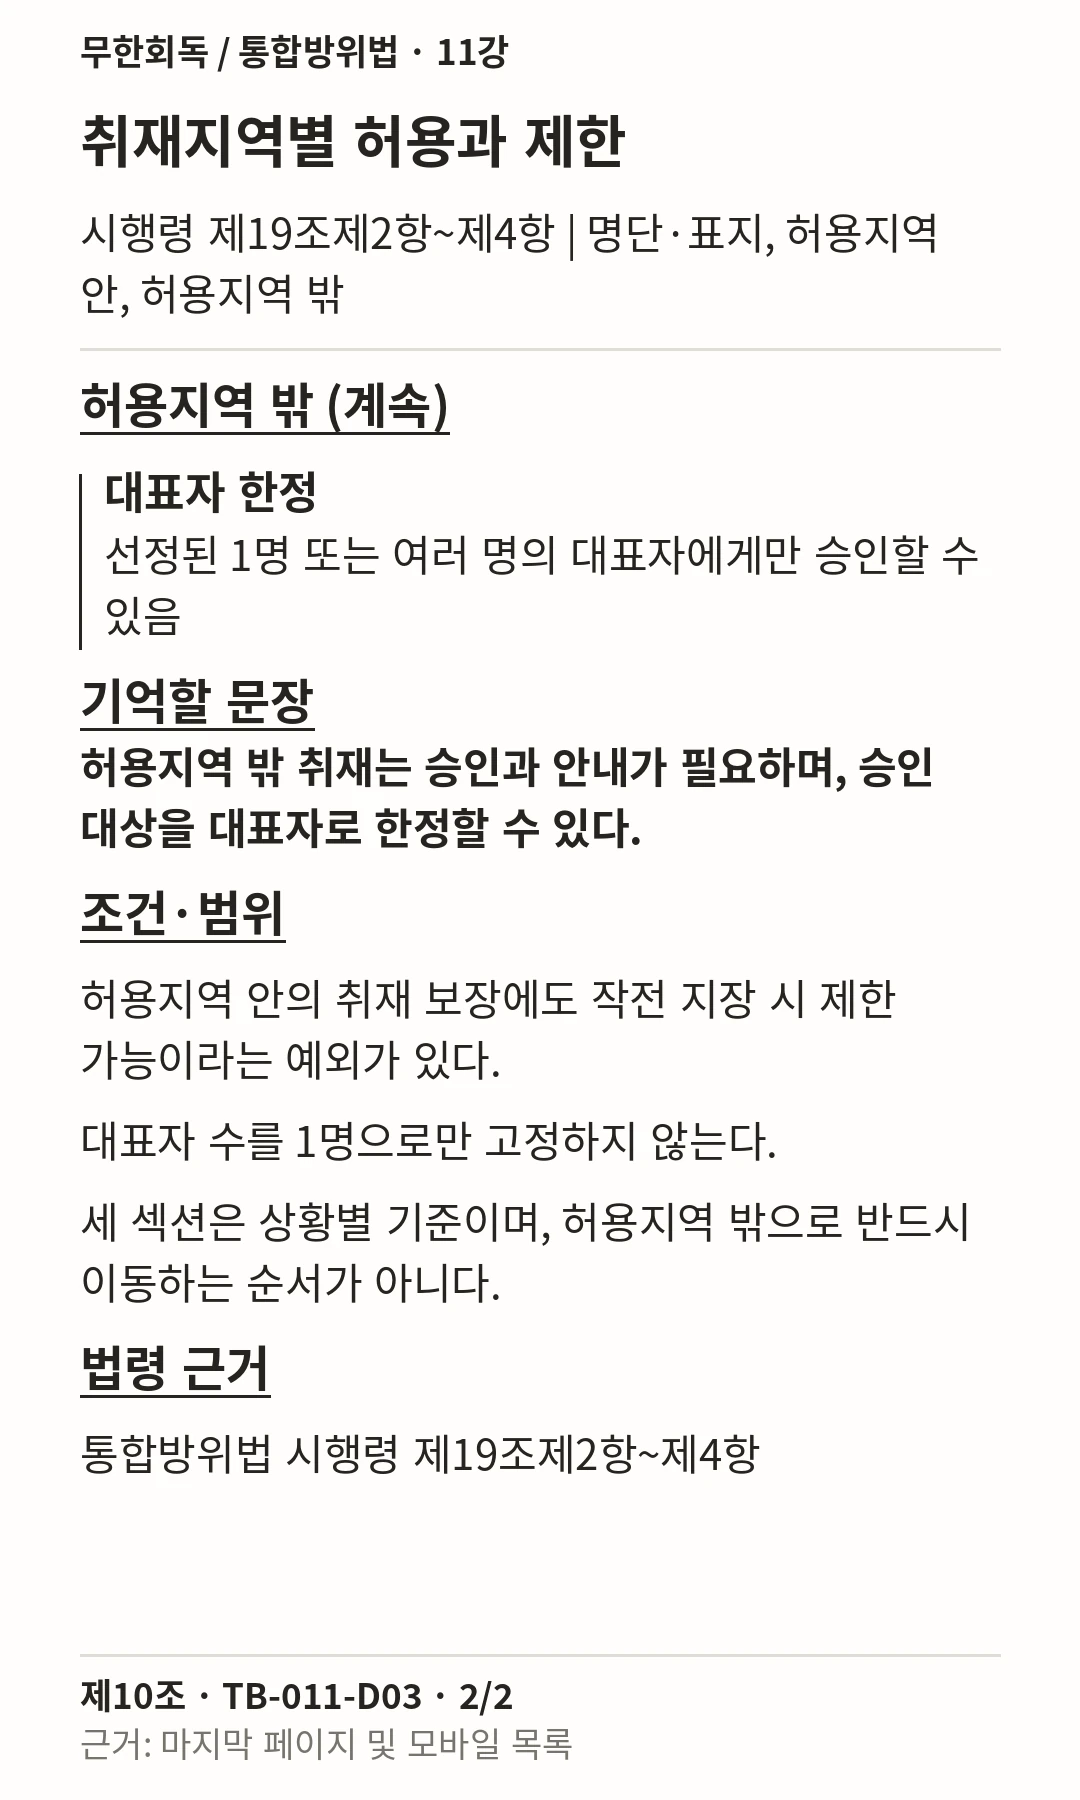 무한회독 / 통합방위법 · 11강
취재지역별 허용과 제한
시행령 제19조제2항~제4항 | 명단·표지, 허용지역
안, 허용지역 밖
허용지역 밖 (계속)
대표자 한정
선정된 1명 또는 여러 명의 대표자에게만 승인할 수
있음
기억할 문장
허용지역 밖 취재는 승인과 안내가 필요하며, 승인
대상을 대표자로 한정할 수 있다.
조건·범위
허용지역 안의 취재 보장에도 작전 지장 시 제한
가능이라는 예외가 있다.
대표자 수를 1명으로만 고정하지 않는다.
세 섹션은 상황별 기준이며, 허용지역 밖으로 반드시
이동하는 순서가 아니다.
법령 근거
통합방위법 시행령 제19조제2항~제4항
제10조 · TB-011-D03 · 2/2
근거: 마지막 페이지 및 모바일 목록